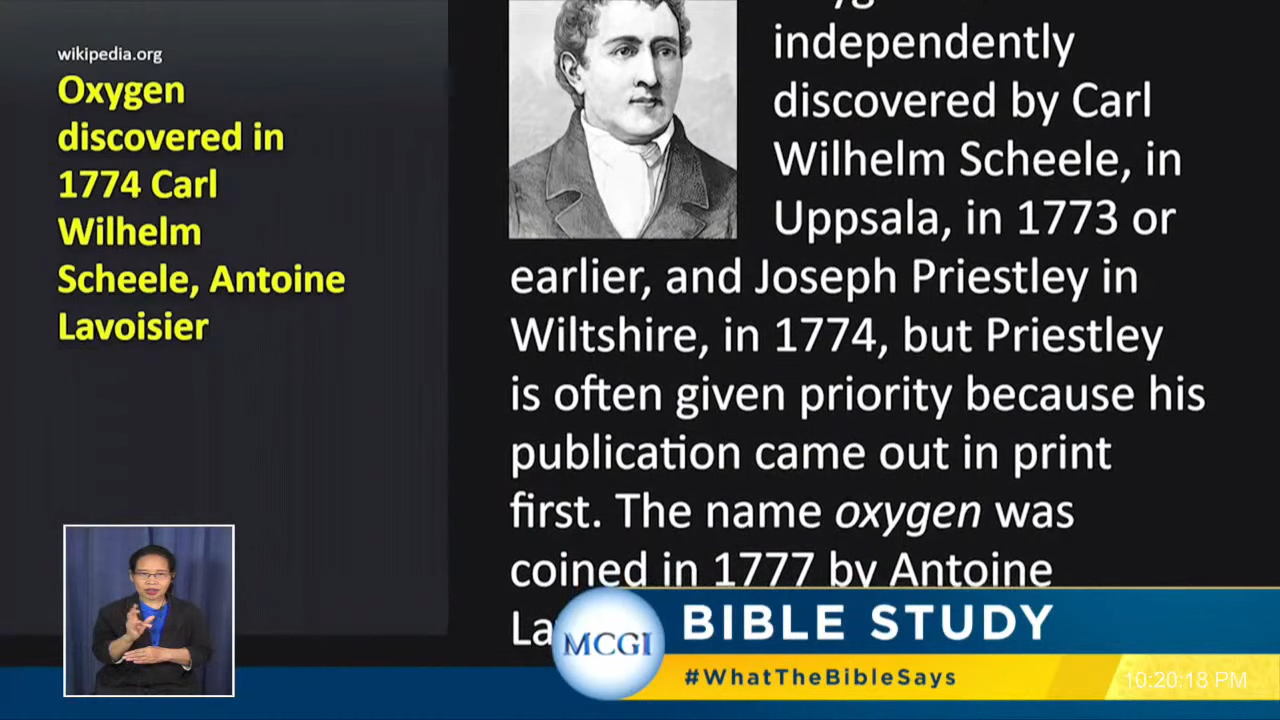 wikipedia.org
Oxygen
discovered in
1774 Carl
Wilhelm
Scheele, Antoine
Lavoisier
independently
discovered by Carl
Wilhelm Scheele, in
Uppsala, in 1773 or
earlier, and Joseph Priestley in
Wiltshire, in 1774, but Priestley
is often given priority because his
publication came out in print
first. The name oxygen was
coined in 1777 by Antoine
MCGI
BIBLE STUDY
#WhatTheBibleSays
10:20:18 PM